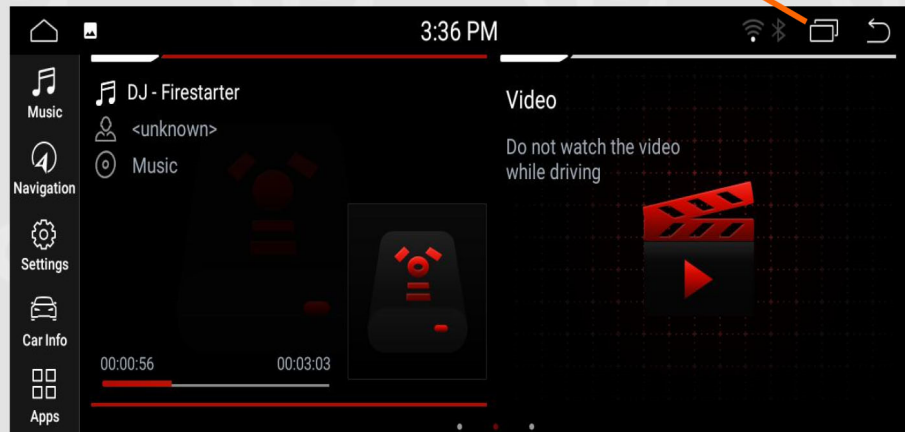 3:36 PM
Music
Navigation
Settings
Car Info
Apps
DJ - Firestarter
<unknown>
Music
00:00:56 00:03:03
Video
Do not watch the video
while driving